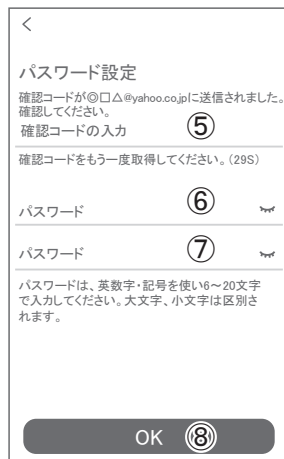 <
パスワード設定
確認コードが◎□△@yahoo.co.jpに送信されました。
確認してください。
確認コードの入力 ⑤
確認コードをもう一度取得してください。(29S)
パスワード ⑥
パスワード ⑦
パスワードは、英数字・記号を使い6~20文字
で入力してください。大文字、小文字は区別さ
れます。
OK ⑧